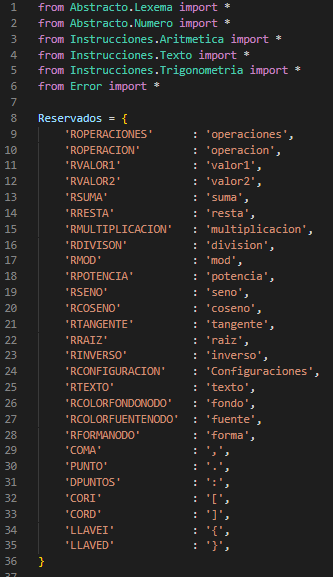 1 from Abstracto.Lexema import *
2 from Abstracto.Numero import *
3 from Instrucciones.Aritmetica import *
4 from Instrucciones.Texto import *
5 from Instrucciones.Trigonometria import *
6 from Error import *
7
8 Reservados = {
9 'ROPERACIONES' : 'operaciones',
10 'ROPERACION' : 'operacion',
11 'RVALOR1' : 'valor1',
12 'RVALOR2' : 'valor2',
13 'RSUMA' : 'suma',
14 'RRESTA' : 'resta',
15 'RMULTIPLICACION' : 'multiplicacion',
16 'RDIVISON' : 'division',
17 'RMOD' : 'mod',
18 'RPOTENCIA' : 'potencia',
19 'RSENO' : 'seno',
20 'RCOSENO' : 'coseno',
21 'RTANGENTE' : 'tangente',
22 'RRAIZ' : 'raiz',
23 'RINVERSO' : 'inverso',
24 'RCONFIGURACION' : 'Configuraciones',
25 'RTEXTO' : 'texto',
26 'RCOLORFONDONODO' : 'fondo',
27 'RCOLORFUENTENODO' : 'fuente',
28 'RFORMANODO' : 'forma',
29 'COMA' : ',',
30 'PUNTO' : '.',
31 'DPUNTOS' : ':',
32 'CORI' : '[',
33 'CORD' : ']',
34 'LLAVEI' : '{',
35 'LLAVED' : '}',
36 }
37